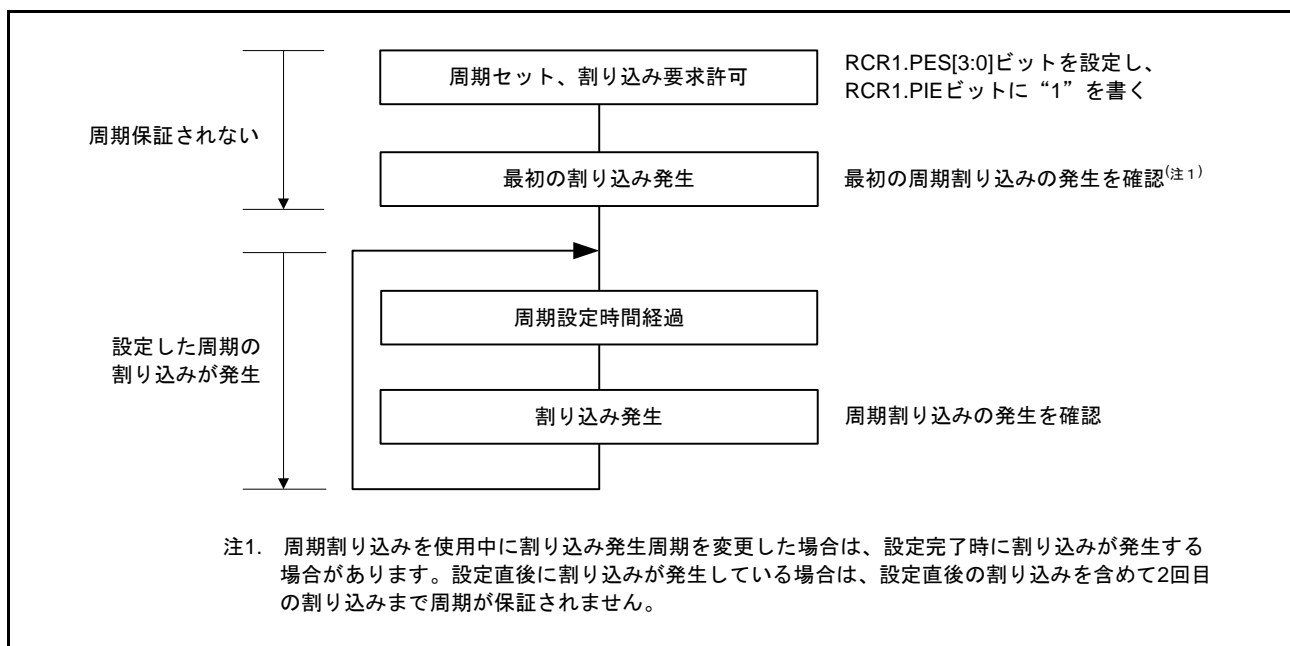 周期セット、割り込み要求許可
RCR1.PES[3:0]ビットを設定し、
RCR1.PIEビットに“1”を書く
周期保証されない
最初の割り込み発生
最初の周期割り込みの発生を確認(注1)
周期設定時間経過
設定した周期の
割り込みが発生
割り込み発生
周期割り込みの発生を確認
注1. 周期割り込みを使用中に割り込み発生周期を変更した場合は、設定完了時に割り込みが発生する
場合があります。設定直後に割り込みが発生している場合は、設定直後の割り込みを含めて2回目
の割り込みまで周期が保証されません。